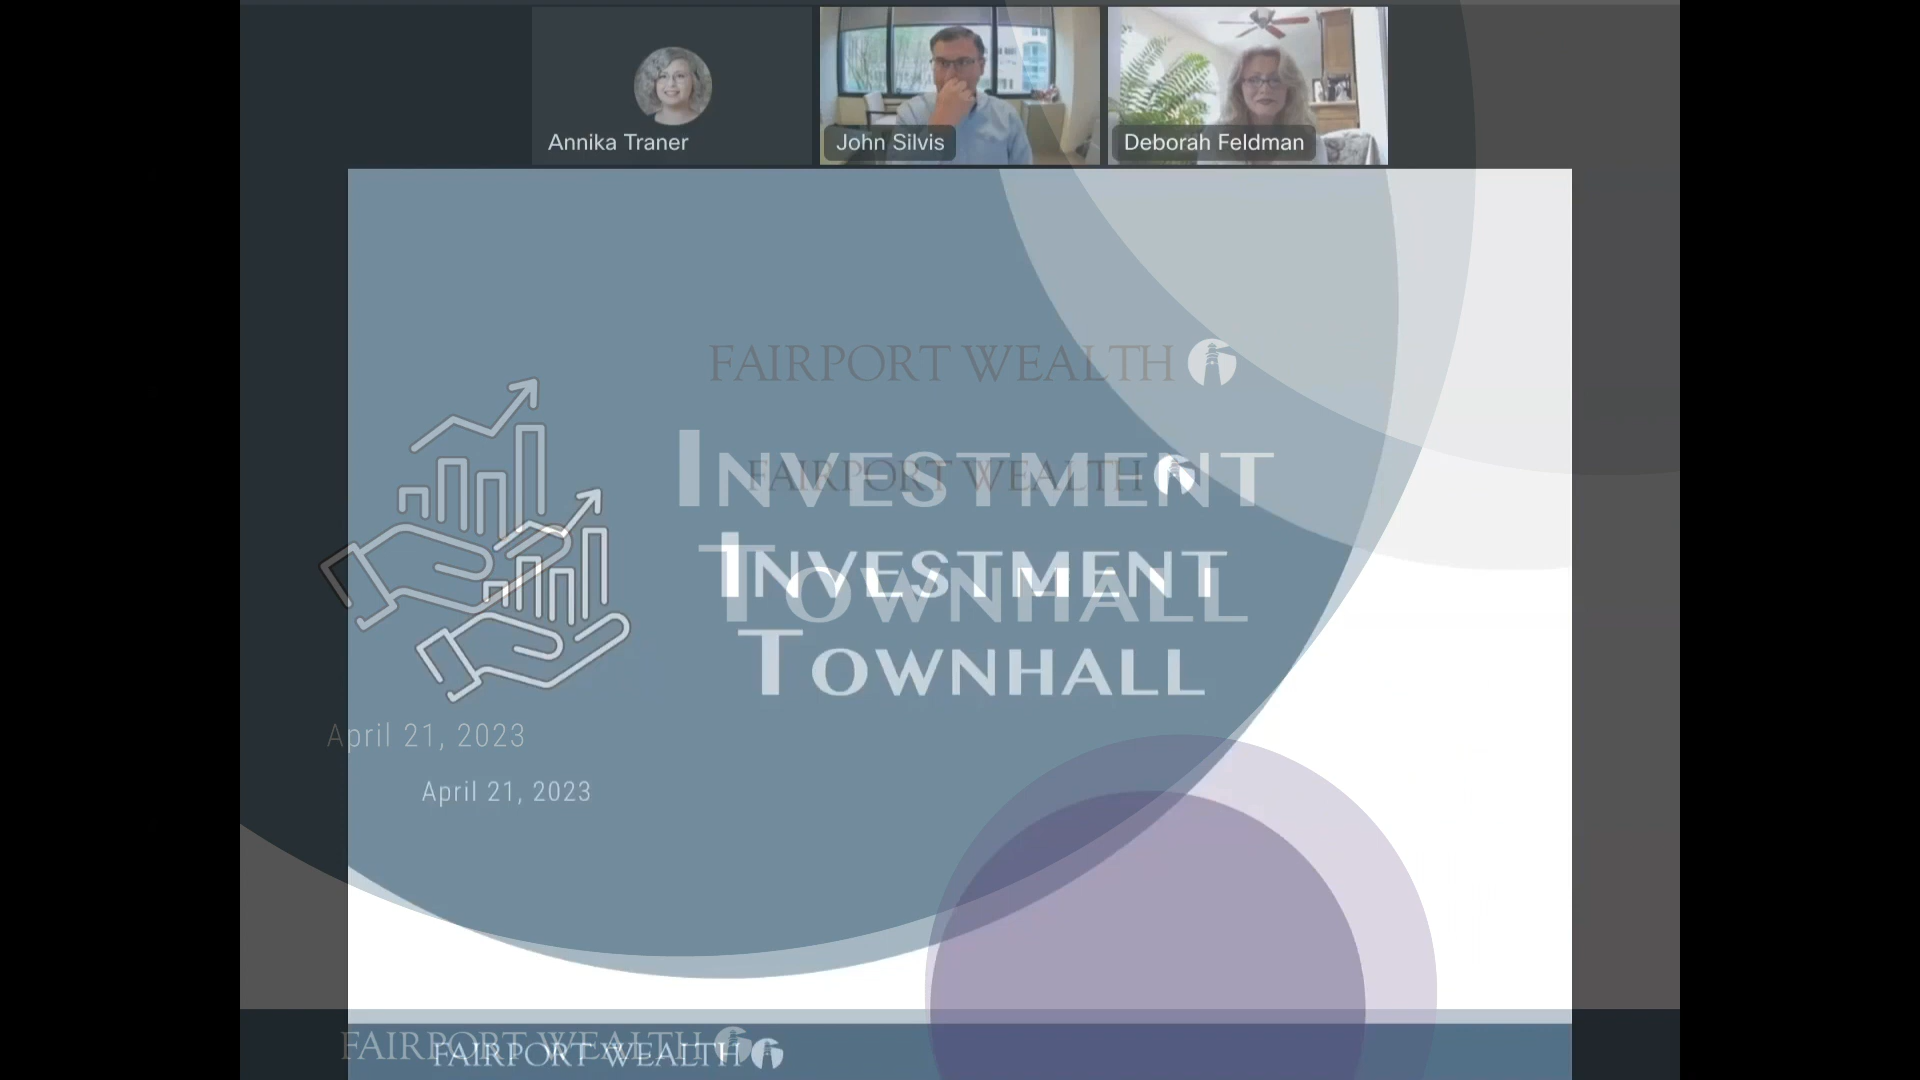 Annika Traner
John Silvis
Deborah Feldman
FAIRPORT WEALTH
INVESTMENT
TOWNHALL
April 21, 2023
FAIRPORT WEALTH
INVESTMENT
TOWNHALL
April 21, 2023
FAIRPORT WEALTH
FAIRPORT WEALTH